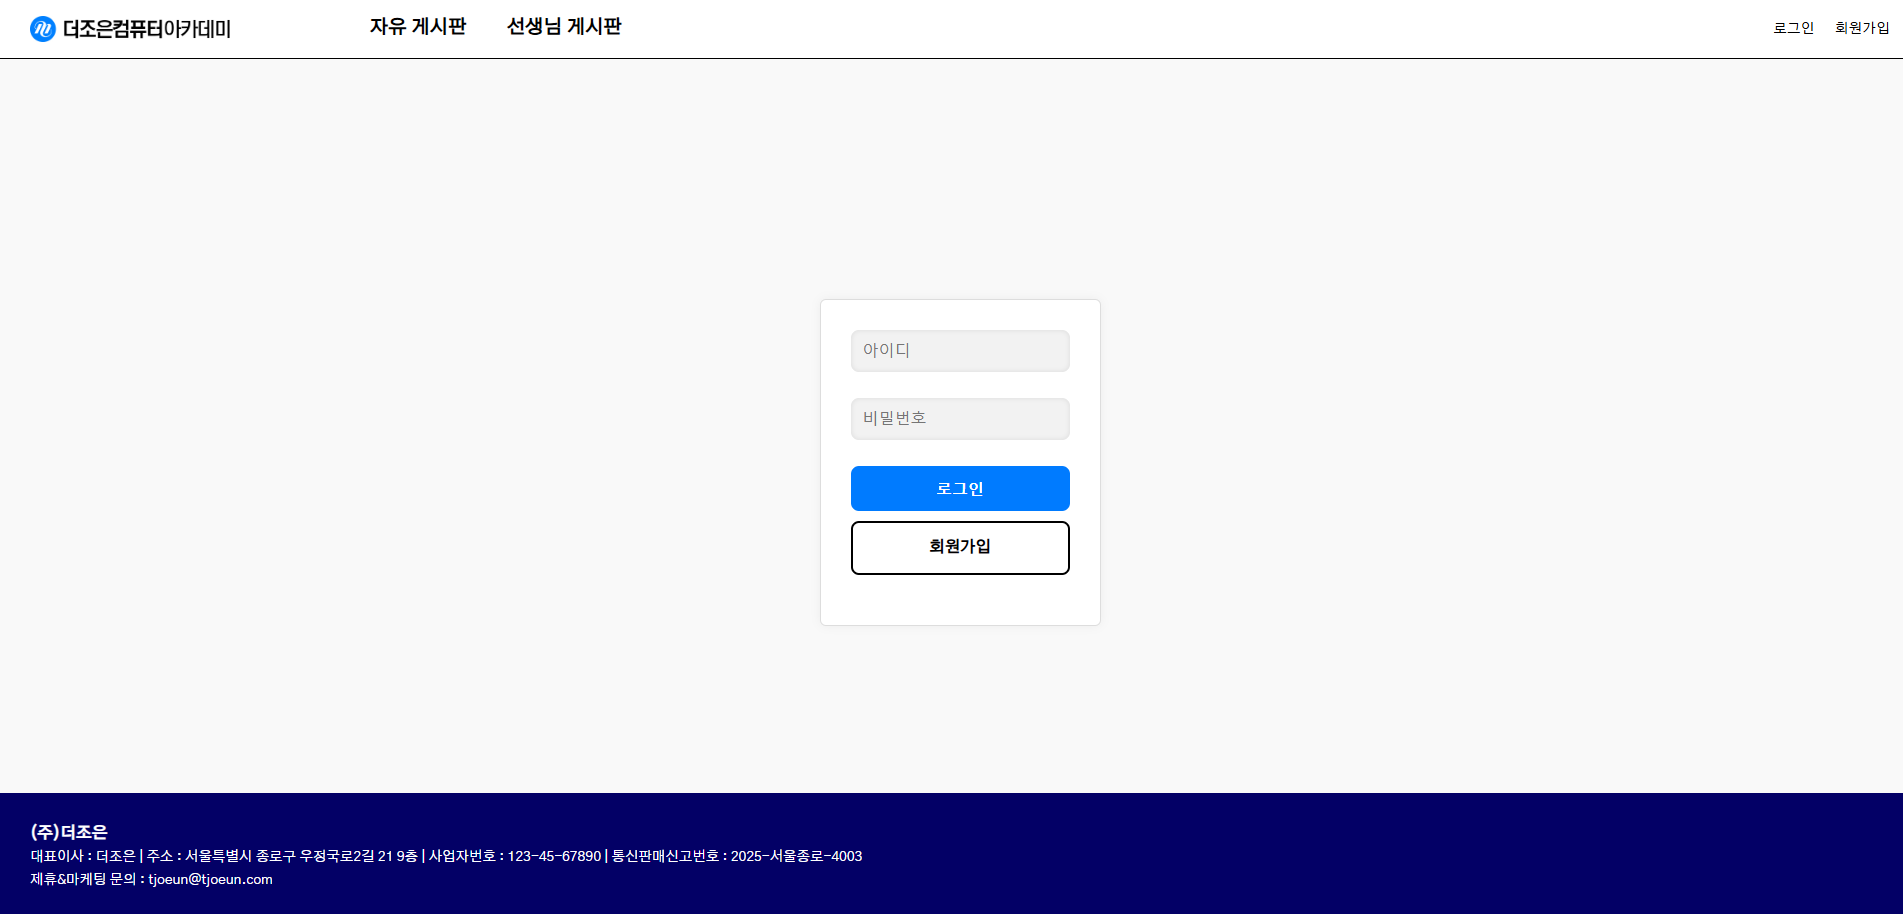 더조은컴퓨터아카데미 자유 게시판 선생님 게시판 로그인 회원가입
아이디
비밀번호
로그인
회원가입
(주)더조은
대표이사 : 더조은 | 주소 : 서울특별시 종로구 우정국로2길 21 9층 | 사업자번호 : 123-45-67890 | 통신판매신고번호 : 2025-서울종로-4003
제휴&마케팅 문의 : tjoeun@tjoeun.com